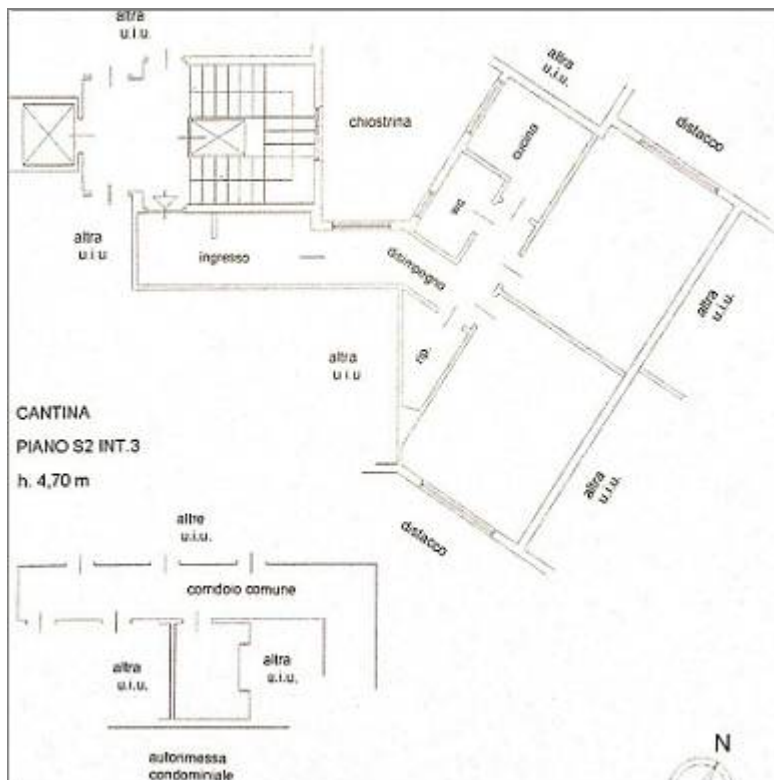 altra
u.i.u.
altra
u.i.u.
distacco
chiostrina
cucina
wc
altra
u.i.u
ingresso
disimpegno
altra
u.i.u.
rip.
altra
u.i.u
CANTINA
PIANO S2 INT.3
h. 4,70 m
altra
u.i.u.
distacco
altre
u.i.u.
corridoio comune
altra
u.i.u.
altra
u.i.u.
autorimessa
condominiale
N